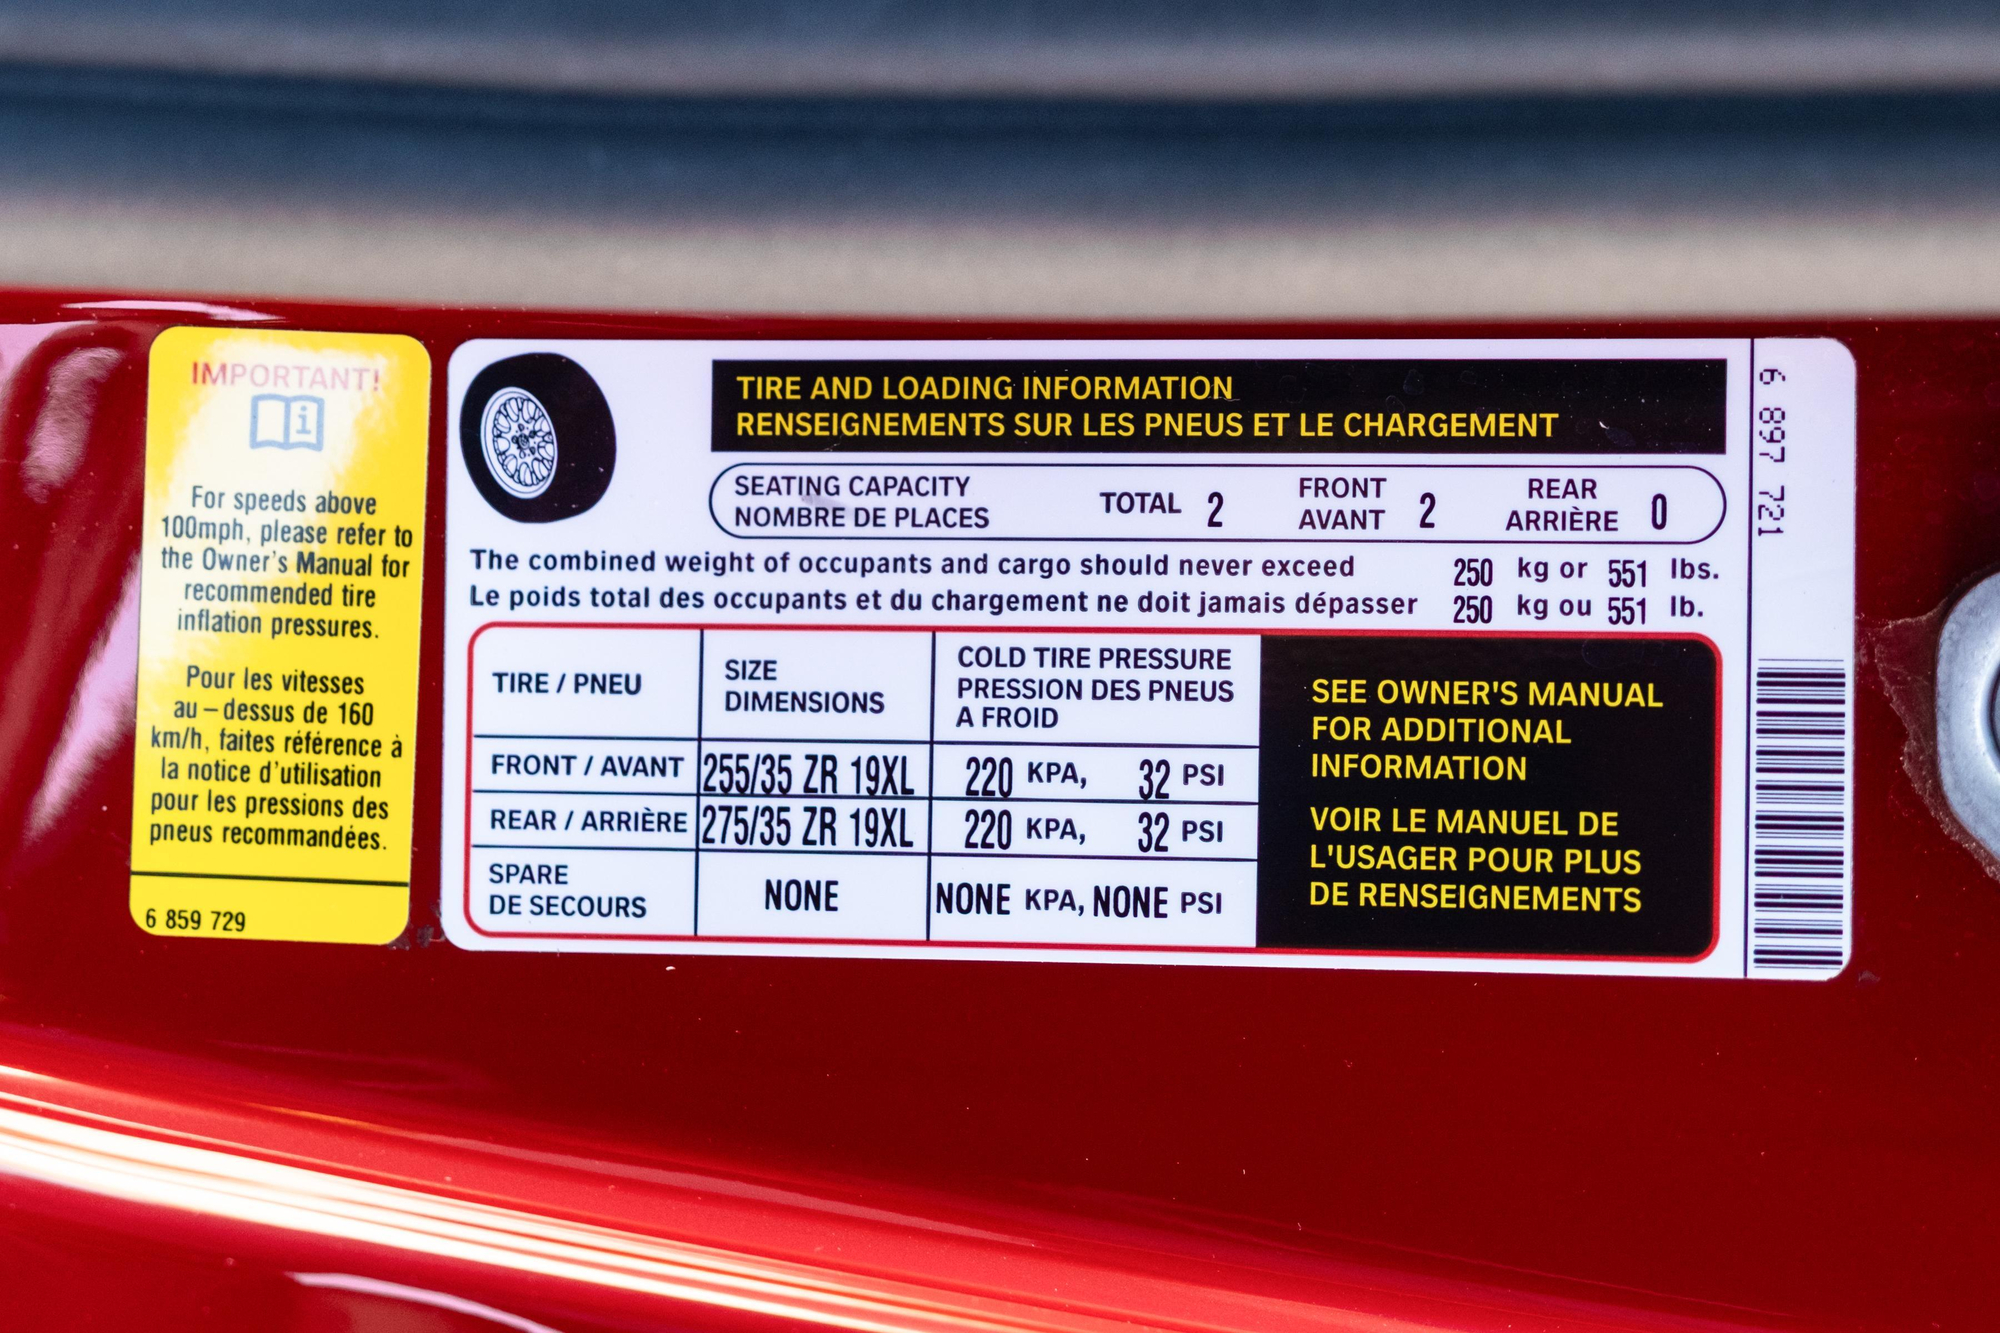 IMPORTANT!
i
For speeds above
100mph, please refer to
the Owner's Manual for
recommended tire
inflation pressures.
Pour les vitesses
au – dessus de 160
km/h, faites référence à
la notice d'utilisation
pour les pressions des
pneus recommandées.
6 859 729
TIRE AND LOADING INFORMATION
RENSEIGNEMENTS SUR LES PNEUS ET LE CHARGEMENT
SEATING CAPACITY
NOMBRE DE PLACES
TOTAL 2
FRONT
AVANT 2
REAR
ARRIÈRE 0
The combined weight of occupants and cargo should never exceed 250 kg or 551 lbs.
Le poids total des occupants et du chargement ne doit jamais dépasser 250 kg ou 551 lb.
TIRE / PNEU
SIZE
DIMENSIONS
COLD TIRE PRESSURE
PRESSION DES PNEUS
A FROID
FRONT / AVANT 255/35 ZR 19XL 220 KPA, 32 PSI
REAR / ARRIÈRE 275/35 ZR 19XL 220 KPA, 32 PSI
SPARE
DE SECOURS
NONE NONE KPA, NONE PSI
SEE OWNER'S MANUAL
FOR ADDITIONAL
INFORMATION
VOIR LE MANUEL DE
L'USAGER POUR PLUS
DE RENSEIGNEMENTS
6 897 721